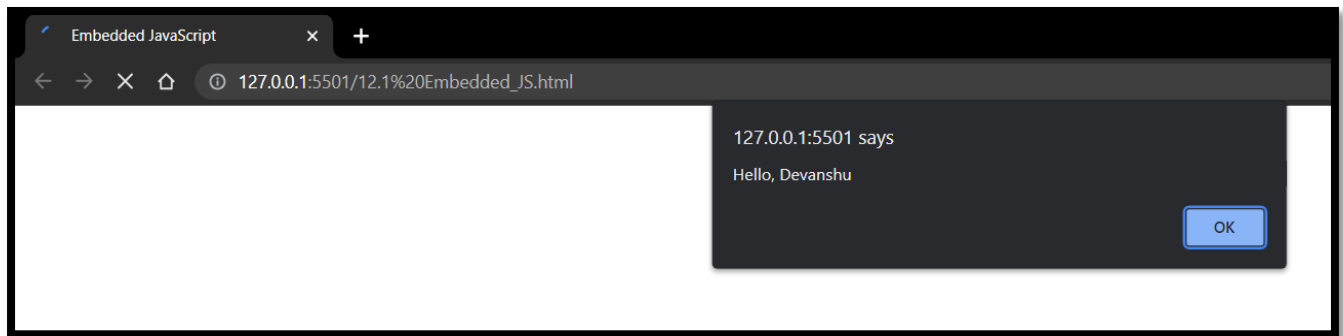 Embedded JavaScript
127.0.0.1:5501/12.1%20Embedded_JS.html
127.0.0.1:5501 says
Hello, Devanshu
OK